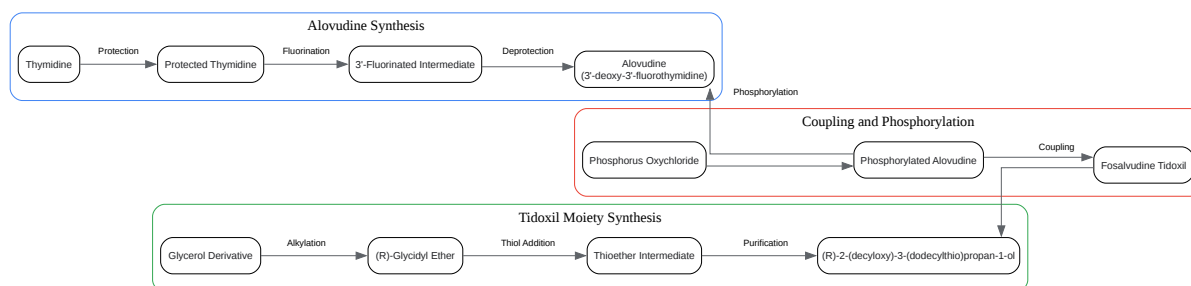 Alovudine Synthesis
Thymidine
Protection
Protected Thymidine
Fluorination
3'-Fluorinated Intermediate
Deprotection
Alovudine
(3'-deoxy-3'-fluorothymidine)
Phosphorylation
Coupling and Phosphorylation
Phosphorus Oxychloride
Phosphorylated Alovudine
Coupling
Fosalvudine Tidoxil
Tidoxil Moiety Synthesis
Glycerol Derivative
Alkylation
(R)-Glycidyl Ether
Thiol Addition
Thioether Intermediate
Purification
(R)-2-(decyloxy)-3-(dodecylthio)propan-1-ol